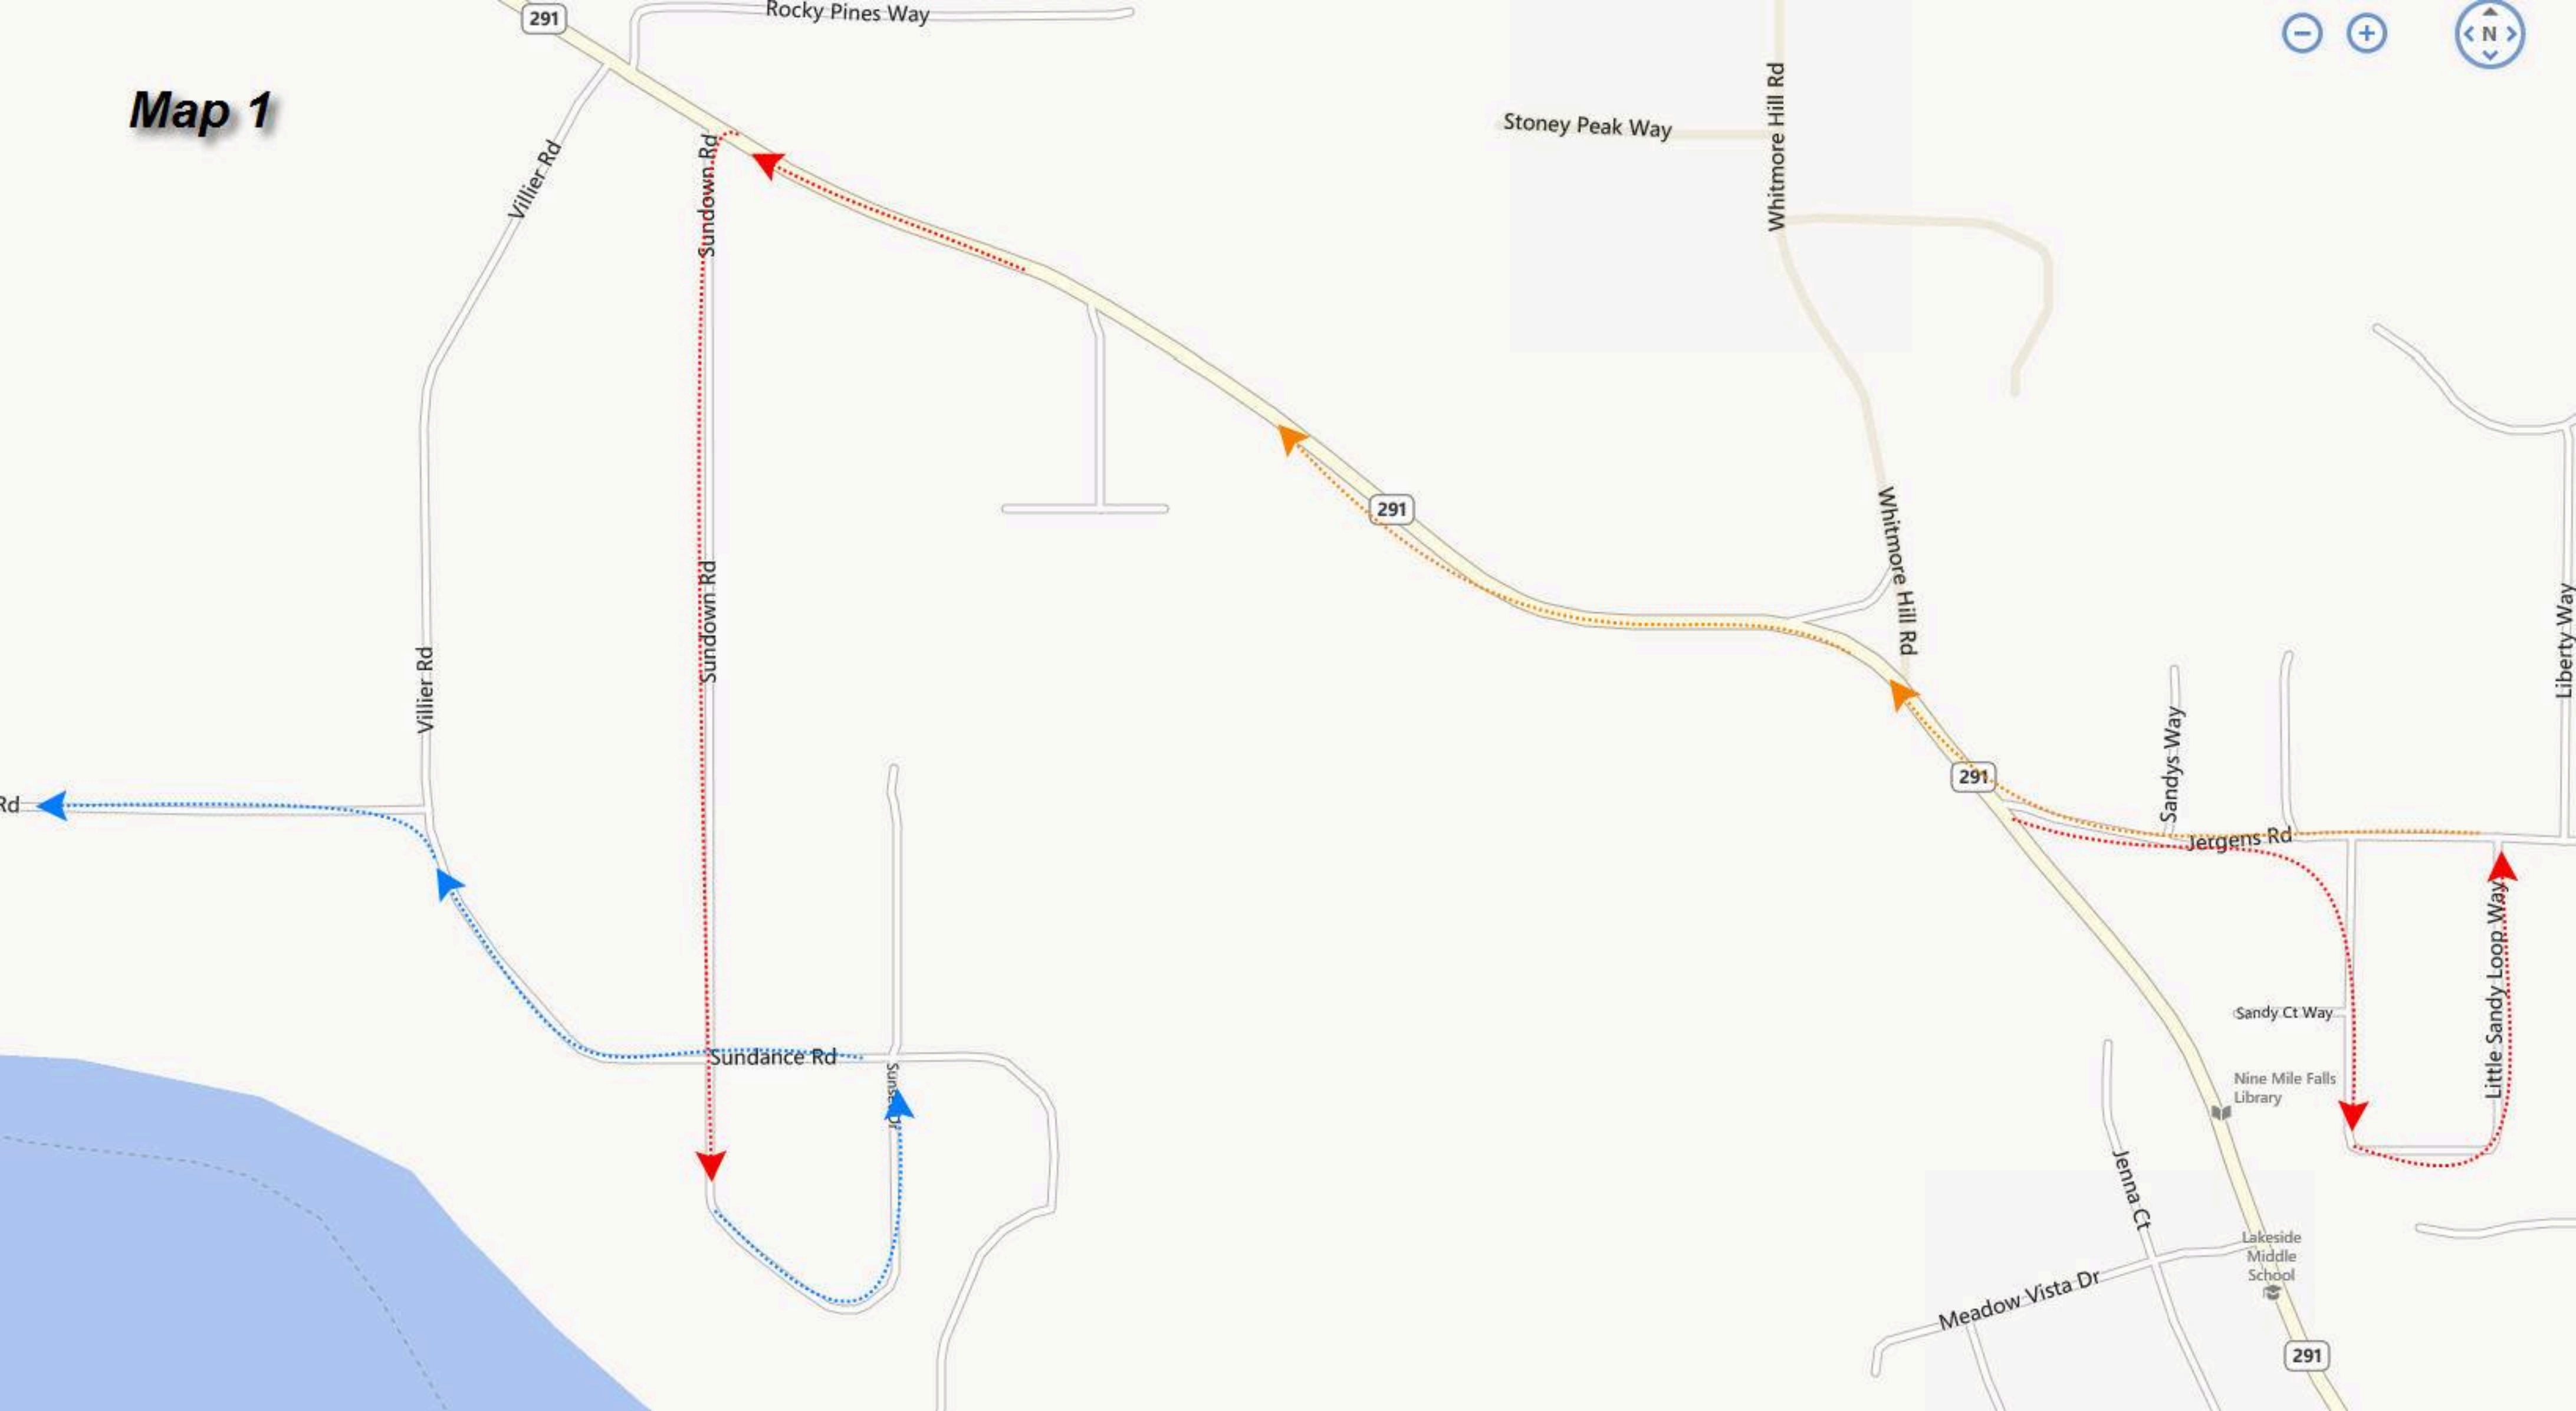 291
Rocky Pines Way
N
Map 1
Stoney Peak Way
Whitmore Hill Rd
Villier Rd
Sundown Rd
291
Whitmore Hill Rd
Sundown Rd
Liberty Way
Villier Rd
Sandys Way
291
Rd
Jergens Rd
Little Sandy Loop Way
Sandy Ct Way
Sundance Rd
Nine Mile Falls
Library
Jenna Ct
Lakeside
Middle
School
Meadow Vista Dr
291